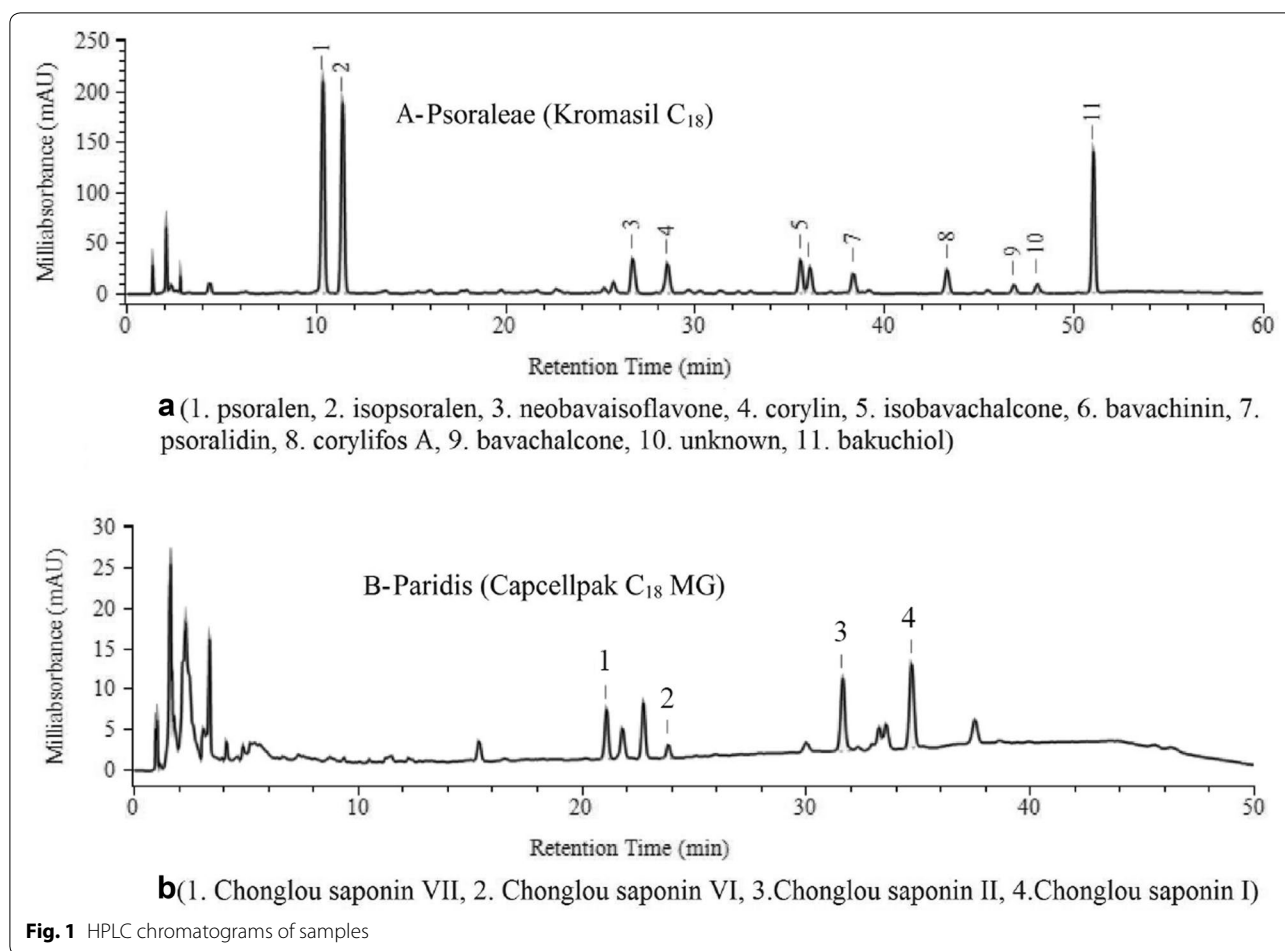 250
200
150
100
50
0
Milliabsorbance (mAU)
A-Psoraleae (Kromasil C₁₈)
1
2
3
4
5
7
8
9
10
11
0 10 20 30 40 50 60
Retention Time (min)
a (1. psoralen, 2. isopsoralen, 3. neobavaisoflavone, 4. corylin, 5. isobavachalcone, 6. bavachinin, 7.
psoralidin, 8. corylifos A, 9. bavachalcone, 10. unknown, 11. bakuchiol)
30
25
20
15
10
5
0
Milliabsorbance (mAU)
B-Paridis (Capcellpak C₁₈ MG)
1
2
3
4
0 10 20 30 40 50
Retention Time (min)
b(1. Chonglou saponin VII, 2. Chonglou saponin VI, 3.Chonglou saponin II, 4.Chonglou saponin I)
Fig. 1 HPLC chromatograms of samples